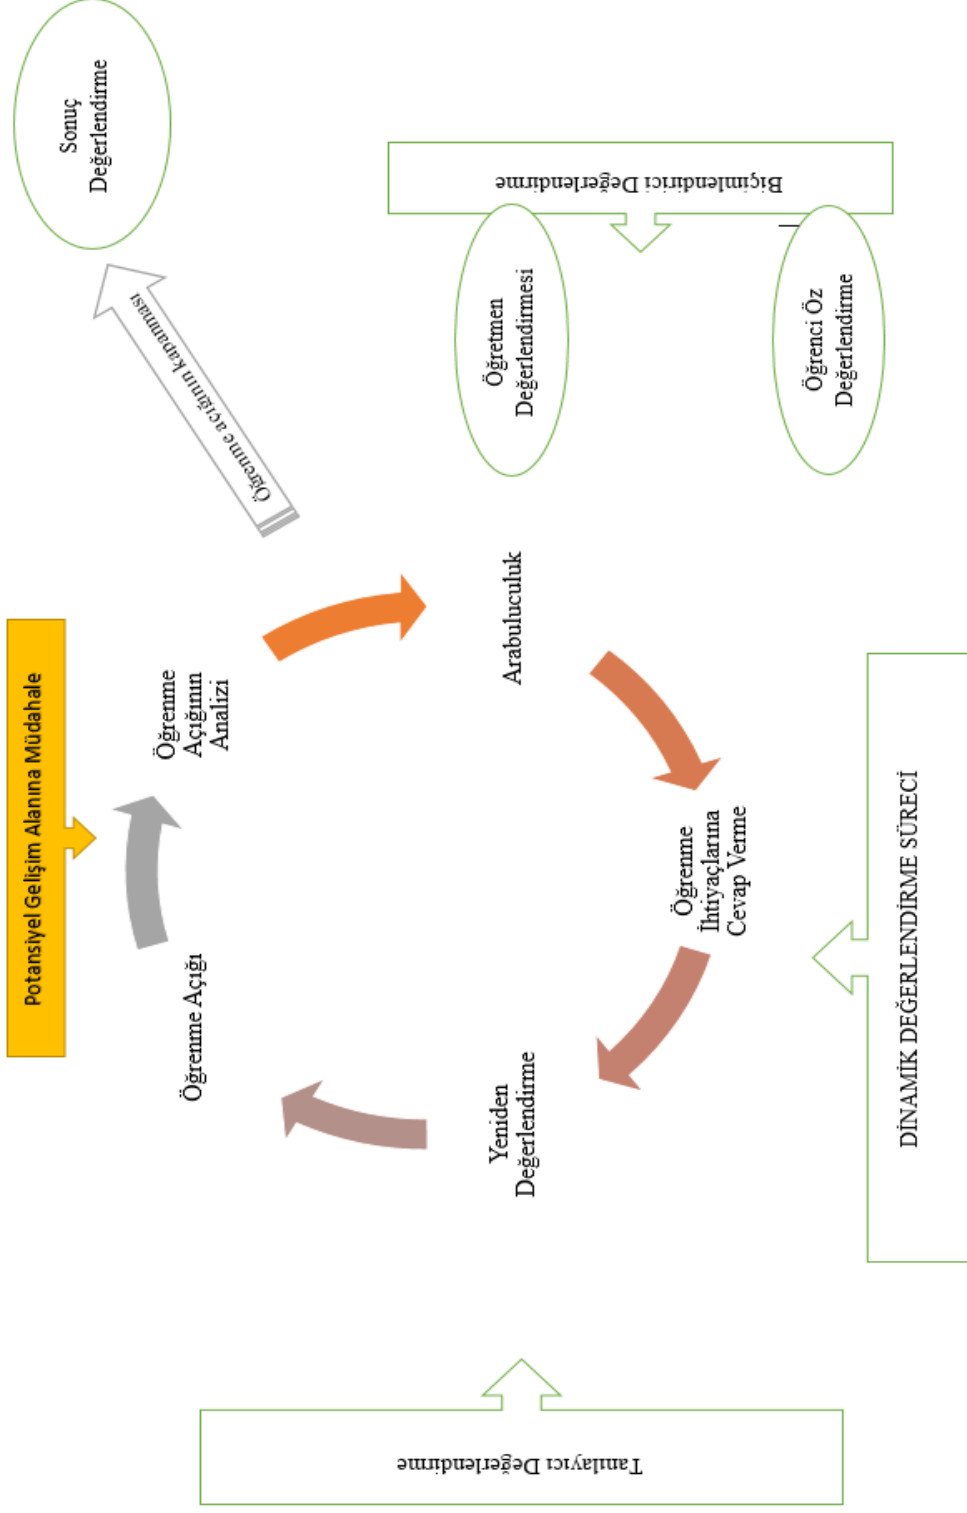 Potansiyel Gelişim Alanına Müdahale
Sonuç
Değerlendirme
Öğrenme açığının kapanması
Öğrenme
Açığının
Analizi
Öğrenme Açığı
Arabuluculuk
Öğrenme
İhtiyaçlarına
Cevap Verme
Yeniden
Değerlendirme
Tanılayıcı Değerlendirme
Biçimlendirici Değerlendirme
Öğretmen
Değerlendirmesi
Öğrenci Öz
Değerlendirme
DİNAMİK DEĞERLENDİRME SÜRECİ